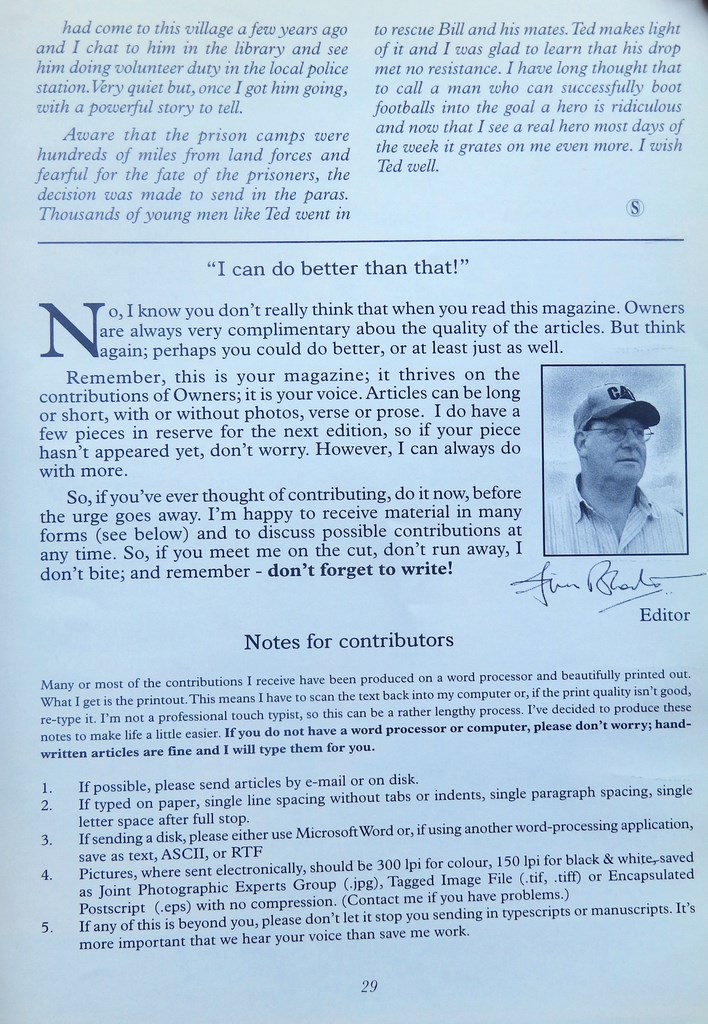 had come to this village a few years ago
and I chat to him in the library and see
him doing volunteer duty in the local police
station. Very quiet but, once I got him going,
with a powerful story to tell.
Aware that the prison camps were
hundreds of miles from land forces and
fearful for the fate of the prisoners, the
decision was made to send in the paras.
Thousands of young men like Ted went in
to rescue Bill and his mates. Ted makes light
of it and I was glad to learn that his drop
met no resistance. I have long thought that
to call a man who can successfully boot
footballs into the goal a hero is ridiculous
and now that I see a real hero most days of
the week it grates on me even more. I wish
Ted well.
S
“I can do better than that!”
No, I know you don’t really think that when you read this magazine. Owners
are always very complimentary abou the quality of the articles. But think
again; perhaps you could do better, or at least just as well.
Remember, this is your magazine; it thrives on the
contributions of Owners; it is your voice. Articles can be long
or short, with or without photos, verse or prose. I do have a
few pieces in reserve for the next edition, so if your piece
hasn’t appeared yet, don’t worry. However, I can always do
with more.
So, if you’ve ever thought of contributing, do it now, before
the urge goes away. I’m happy to receive material in many
forms (see below) and to discuss possible contributions at
any time. So, if you meet me on the cut, don’t run away, I
don’t bite; and remember - don’t forget to write!
CAT
Editor
Notes for contributors
Many or most of the contributions I receive have been produced on a word processor and beautifully printed out.
What I get is the printout. This means I have to scan the text back into my computer or, if the print quality isn’t good,
re-type it. I’m not a professional touch typist, so this can be a rather lengthy process. I’ve decided to produce these
notes to make life a little easier. If you do not have a word processor or computer, please don’t worry; hand-
written articles are fine and I will type them for you.
1. If possible, please send articles by e-mail or on disk.
2. If typed on paper, single line spacing without tabs or indents, single paragraph spacing, single
letter space after full stop.
3. If sending a disk, please either use Microsoft Word or, if using another word-processing application,
save as text, ASCII, or RTF
4. Pictures, where sent electronically, should be 300 lpi for colour, 150 lpi for black & white, saved
as Joint Photographic Experts Group (.jpg), Tagged Image File (.tif, .tiff) or Encapsulated
Postscript (.eps) with no compression. (Contact me if you have problems.)
5. If any of this is beyond you, please don’t let it stop you sending in typescripts or manuscripts. It’s
more important that we hear your voice than save me work.
29